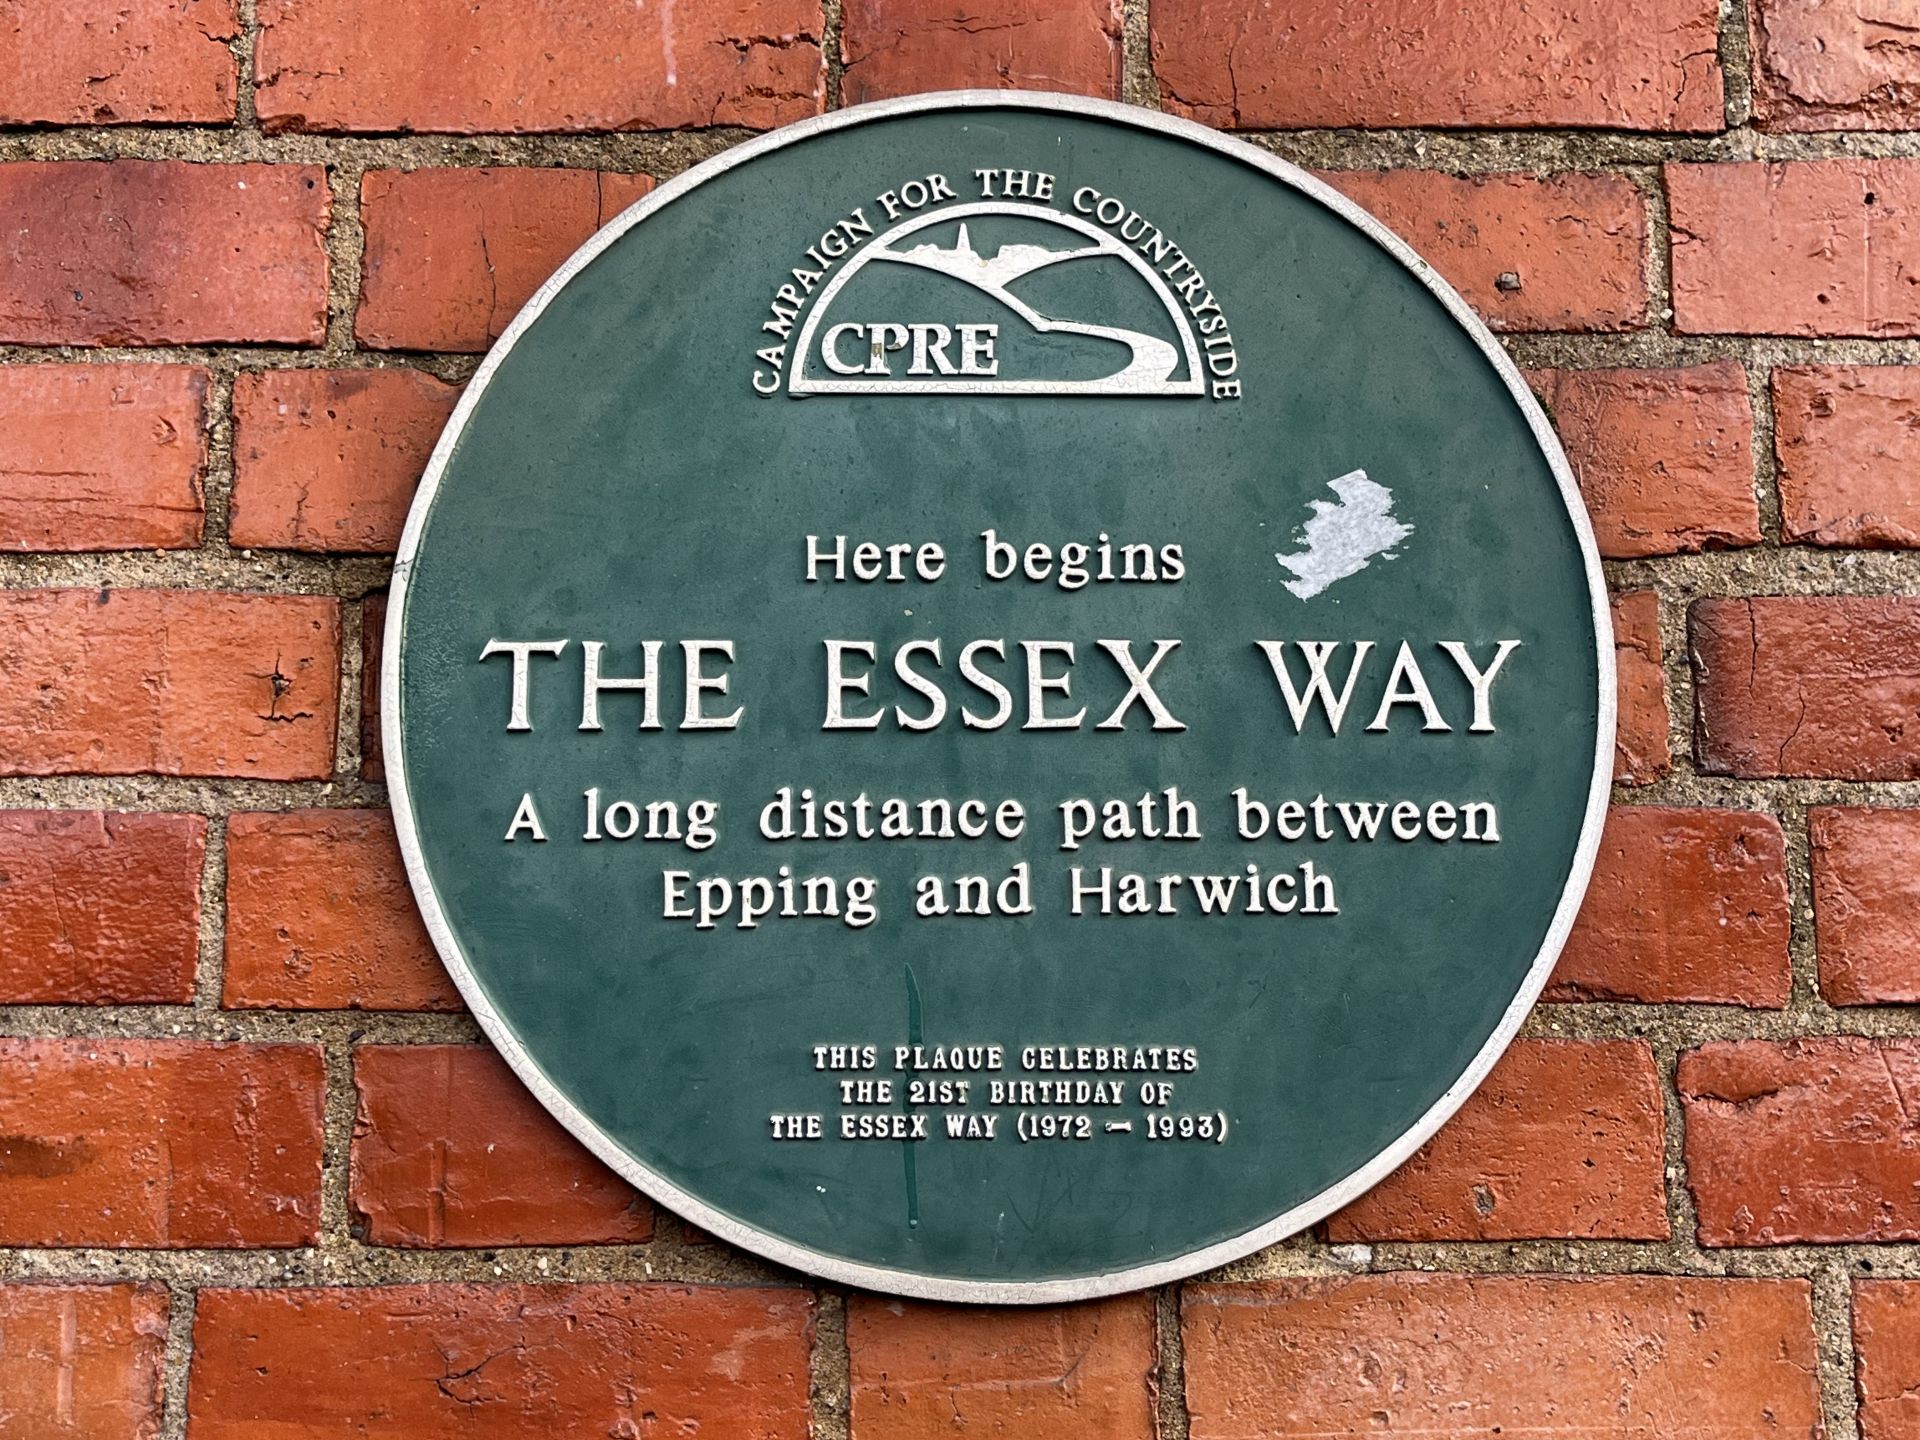 CAMPAIGN FOR THE COUNTRYSIDE
CPRE
Here begins
THE ESSEX WAY
A long distance path between
Epping and Harwich
THIS PLAQUE CELEBRATES
THE 21ST BIRTHDAY OF
THE ESSEX WAY (1972 – 1993)